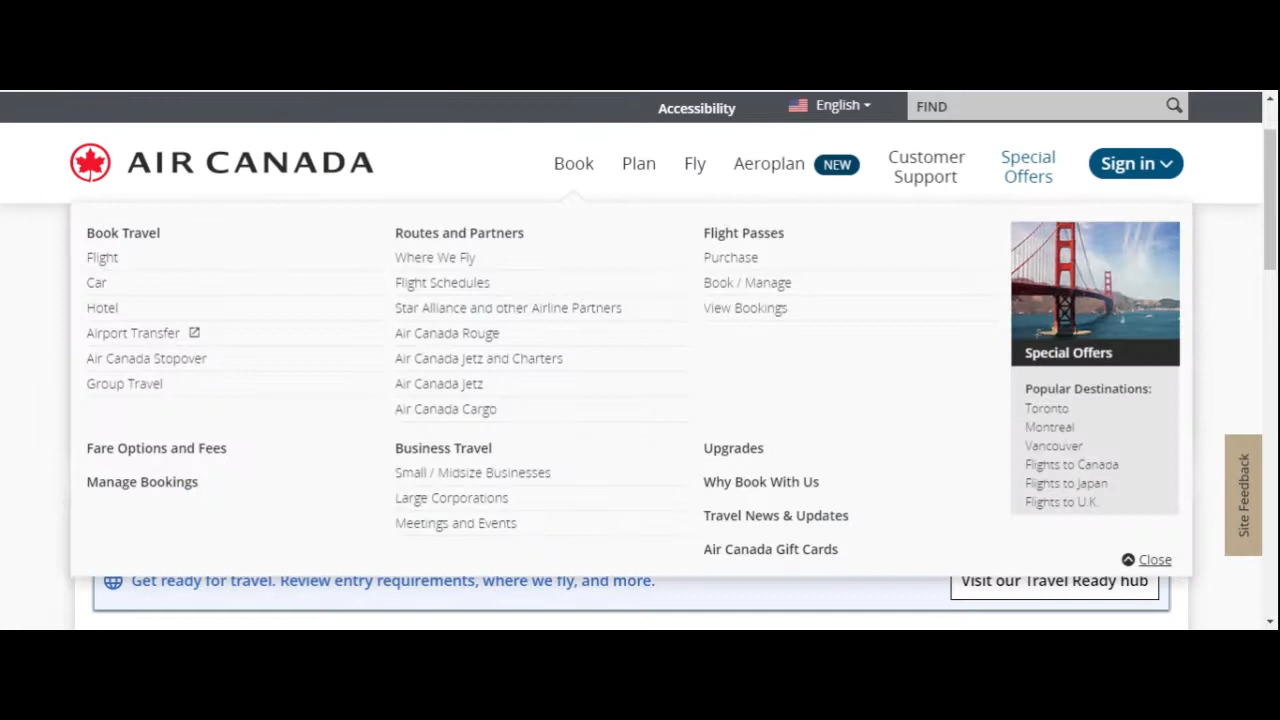 Accessibility
English
FIND
AIR CANADA
Book
Plan
Fly
Aeroplan NEW
Customer Support
Special Offers
Sign in
Book Travel
Flight
Car
Hotel
Airport Transfer
Air Canada Stopover
Group Travel
Fare Options and Fees
Manage Bookings
Routes and Partners
Where We Fly
Flight Schedules
Star Alliance and other Airline Partners
Air Canada Rouge
Air Canada Jetz and Charters
Air Canada Jetz
Air Canada Cargo
Business Travel
Small / Midsize Businesses
Large Corporations
Meetings and Events
Flight Passes
Purchase
Book / Manage
View Bookings
Upgrades
Why Book With Us
Travel News & Updates
Air Canada Gift Cards
Special Offers
Popular Destinations:
Toronto
Montreal
Vancouver
Flights to Canada
Flights to Japan
Flights to U.K.
Close
Site Feedback
Get ready for travel. Review entry requirements, where we fly, and more.
Visit our Travel Ready hub